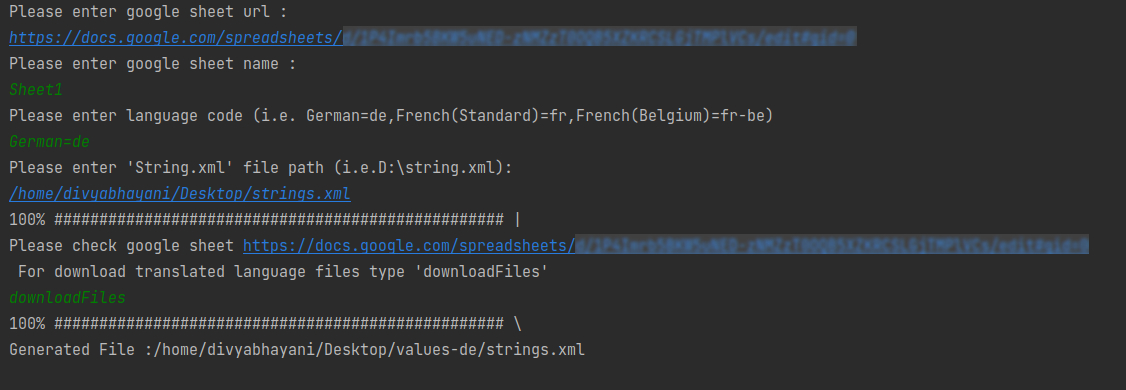 Please enter google sheet url :
https://docs.google.com/spreadsheets/
Please enter google sheet name :
Sheet1
Please enter language code (i.e. German=de,French(Standard)=fr,French(Belgium)=fr-be)
German=de
Please enter 'String.xml' file path (i.e.D:\string.xml):
/home/divyabhayani/Desktop/strings.xml
100% ################################################## |
Please check google sheet https://docs.google.com/spreadsheets/
For download translated language files type 'downloadFiles'
downloadFiles
100% ################################################## \
Generated File :/home/divyabhayani/Desktop/values-de/strings.xml